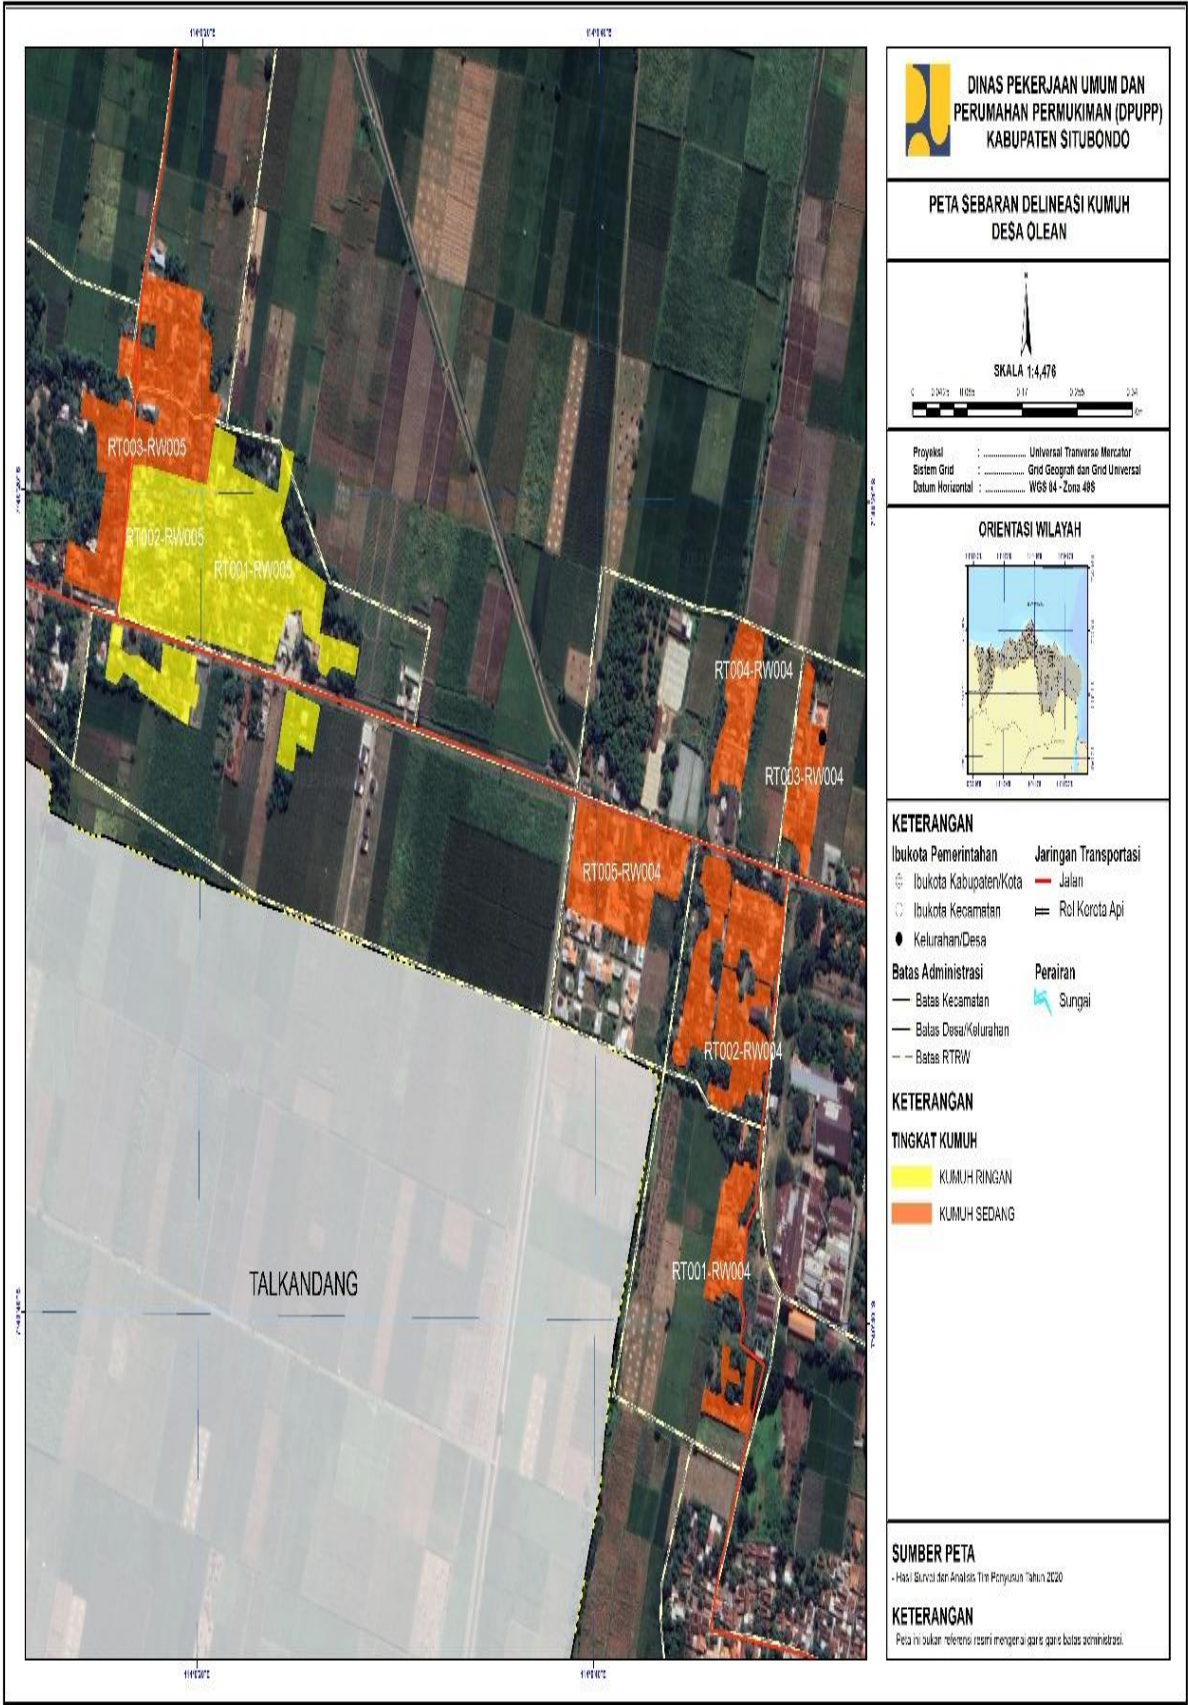 DINAS PEKERJAAN UMUM DAN
PERUMAHAN PERMUKIMAN (DPUPP)
KABUPATEN SITUBONDO
PETA SEBARAN DELINEASI KUMUH
DESA OLEAN
SKALA 1:4,476
Proyeksi : .................. Universal Tranverse Mercator
Sistem Grid : .................. Grid Geografi dan Grid Universal
Datum Horizontal : .................. WGS 84 - Zona 49S
ORIENTASI WILAYAH
KETERANGAN
Ibukota Pemerintahan
Ibukota Kabupaten/Kota
Ibukota Kecamatan
Kelurahan/Desa
Jaringan Transportasi
Jalan
Rel Kereta Api
Batas Administrasi
Batas Kecamatan
Batas Desa/Kelurahan
Batas RTRW
Perairan
Sungai
KETERANGAN
TINGKAT KUMUH
KUMUH RINGAN
KUMUH SEDANG
SUMBER PETA
- Hasil Survei dan Analisis Tim Penyusun Tahun 2020
KETERANGAN
Peta ini bukan referensi resmi mengenai garis garis batas administrasi.
RT003-RW005
RT002-RW005
RT001-RW005
RT004-RW004
RT003-RW004
RT005-RW004
RT002-RW004
RT001-RW004
TALKANDANG